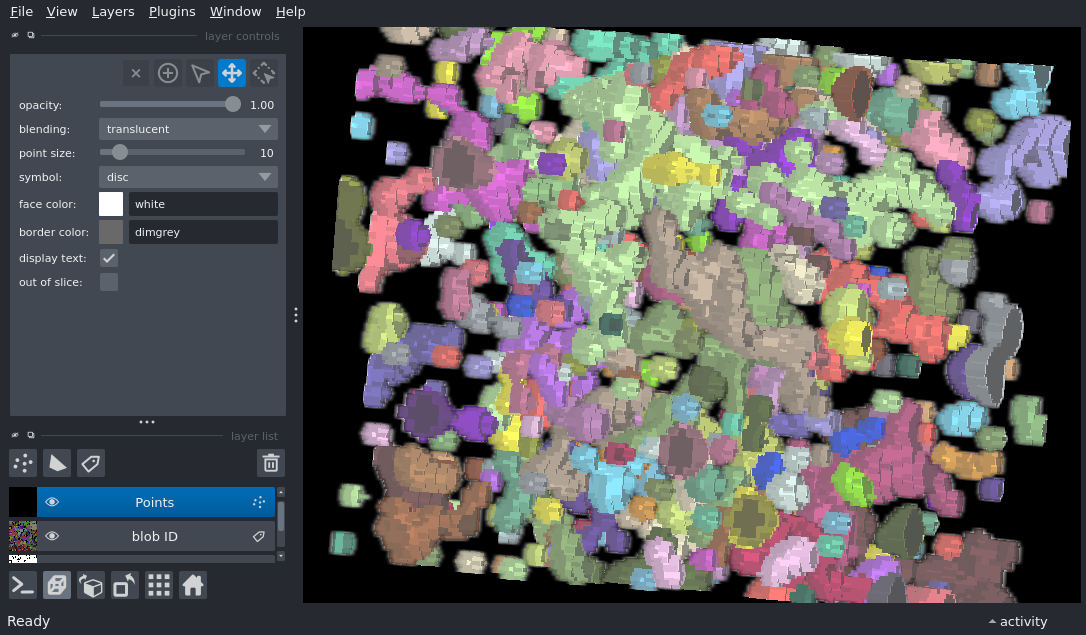 File View Layers Plugins Window Help
layer controls
opacity: 1.00
blending: translucent
point size: 10
symbol: disc
face color: white
border color: dimgrey
display text:
out of slice:
layer list
Points
blob ID
Ready activity